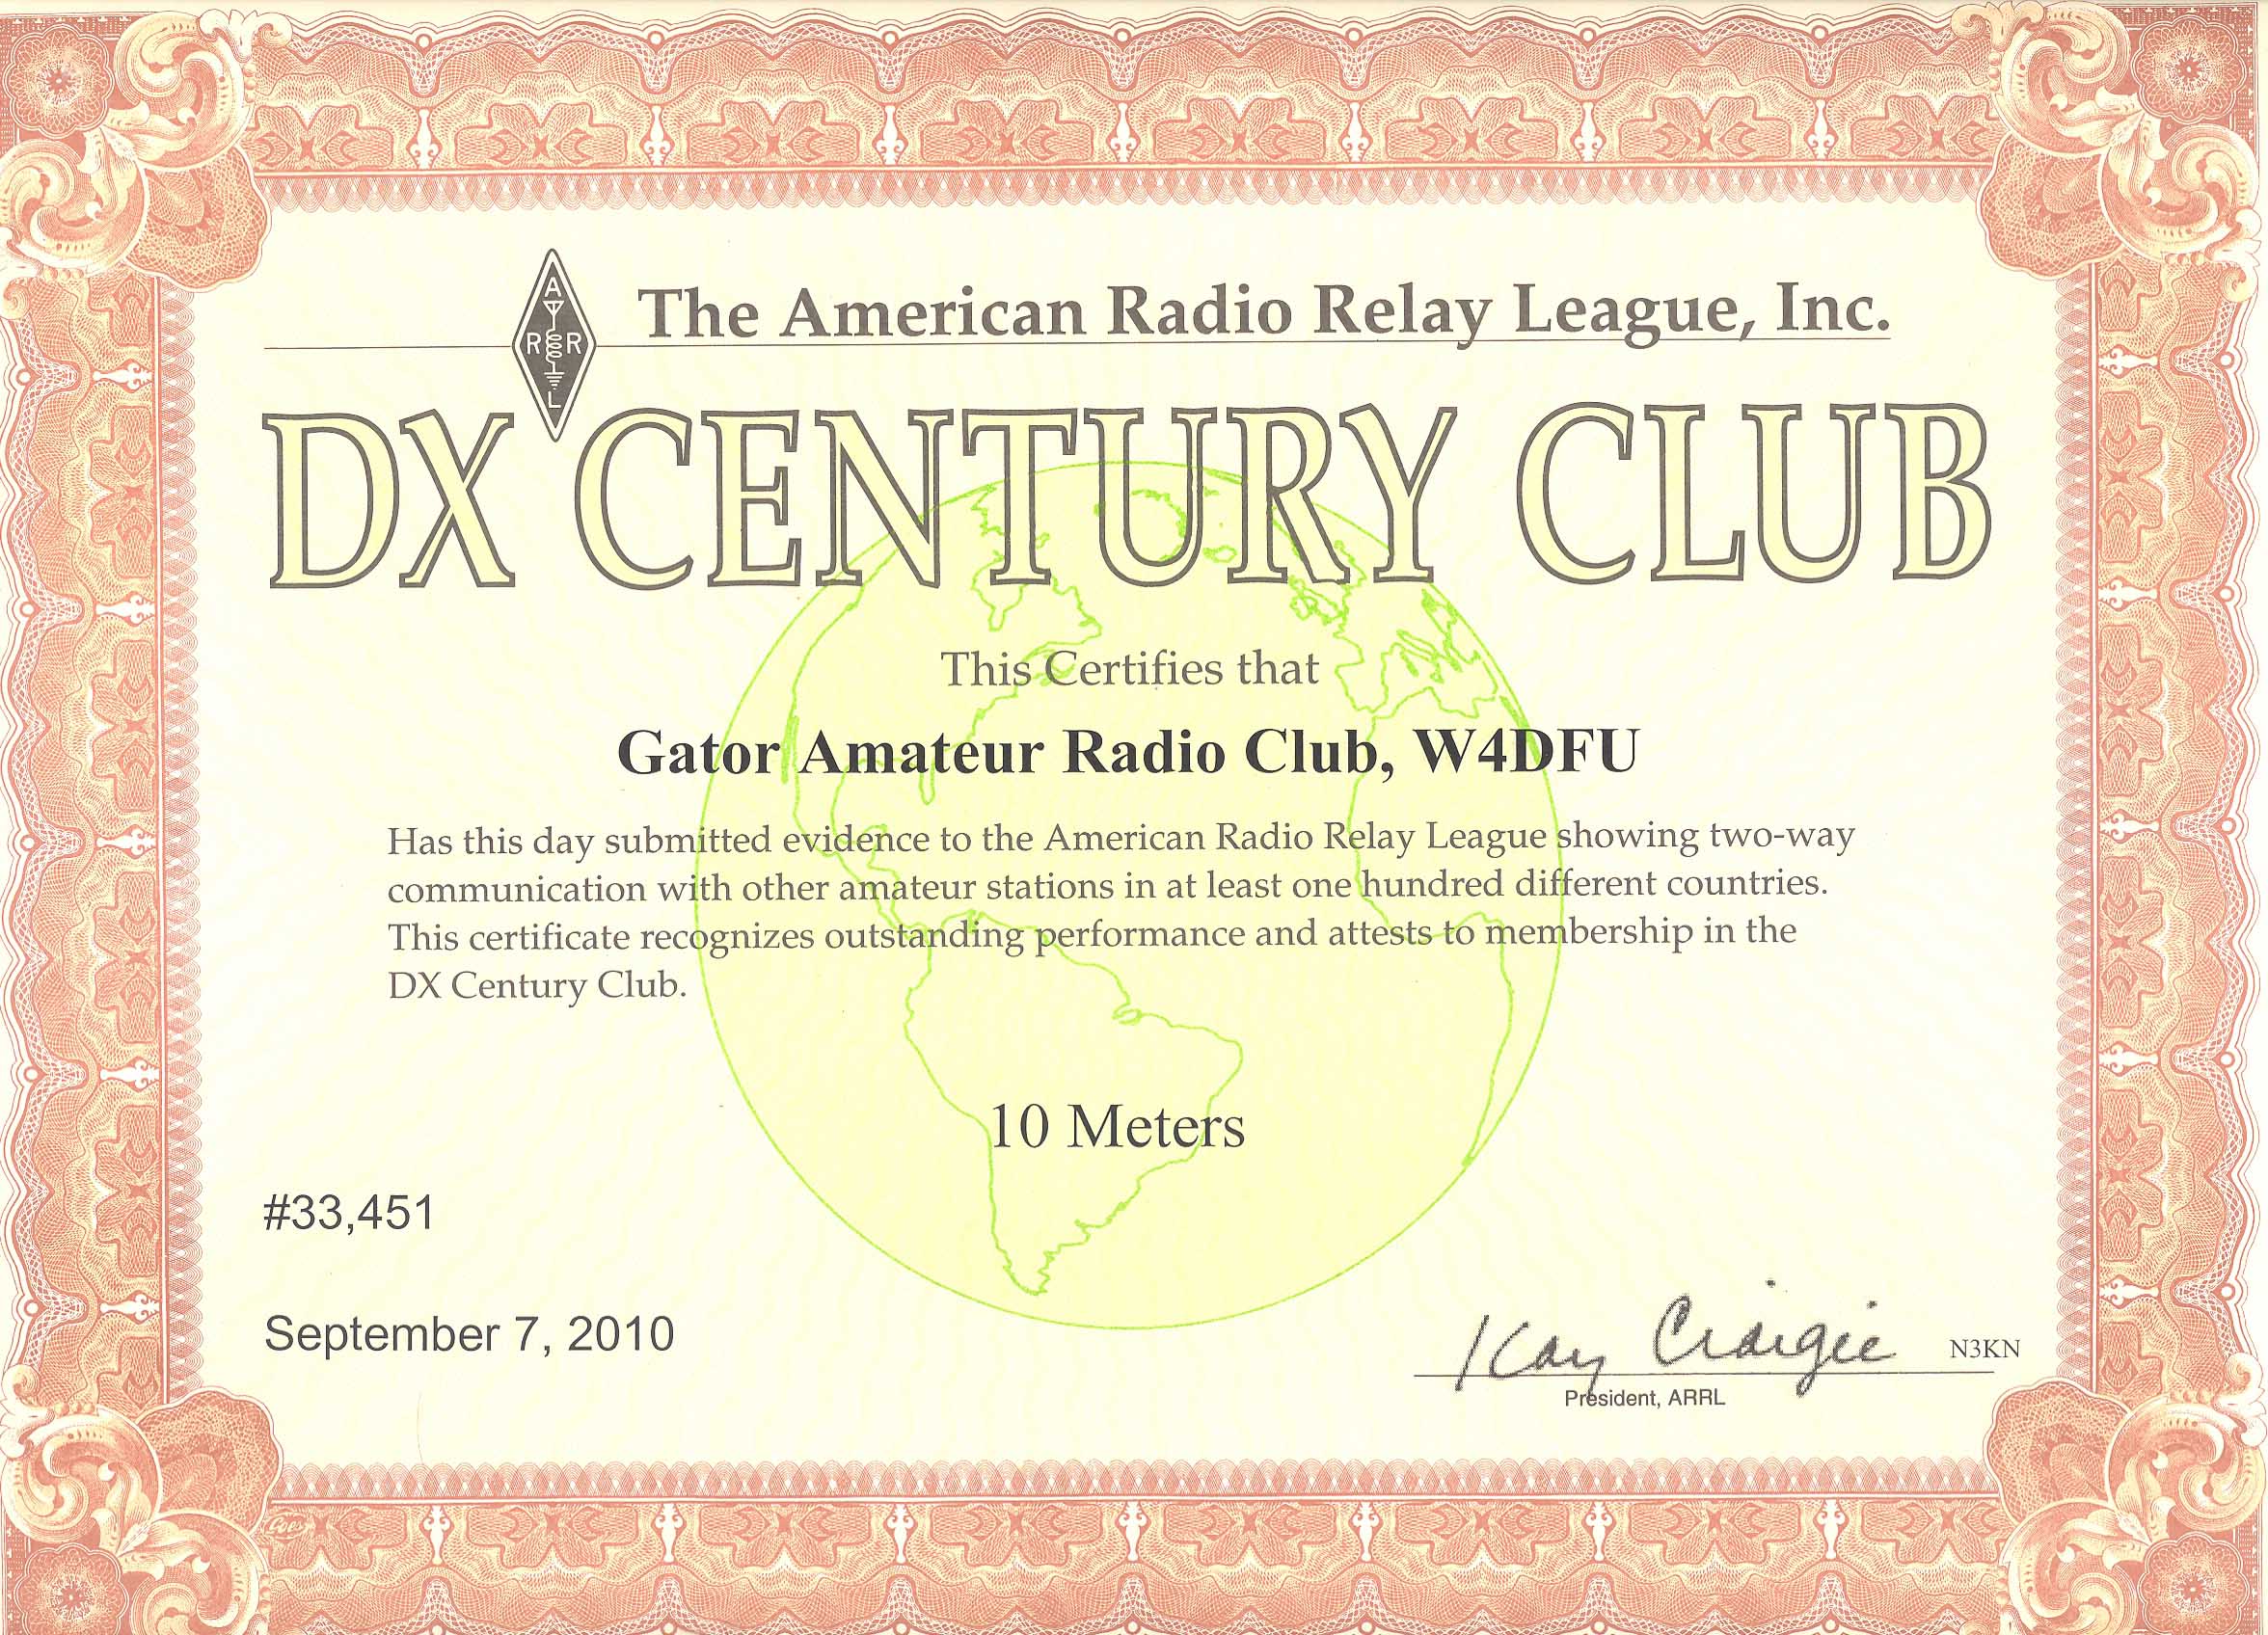 A
R R
L
The American Radio Relay League, Inc.
DX CENTURY CLUB
This Certifies that
Gator Amateur Radio Club, W4DFU
Has this day submitted evidence to the American Radio Relay League showing two-way
communication with other amateur stations in at least one hundred different countries.
This certificate recognizes outstanding performance and attests to membership in the
DX Century Club.
10 Meters
#33,451
September 7, 2010
Kay Craigie N3KN
President, ARRL
Goes